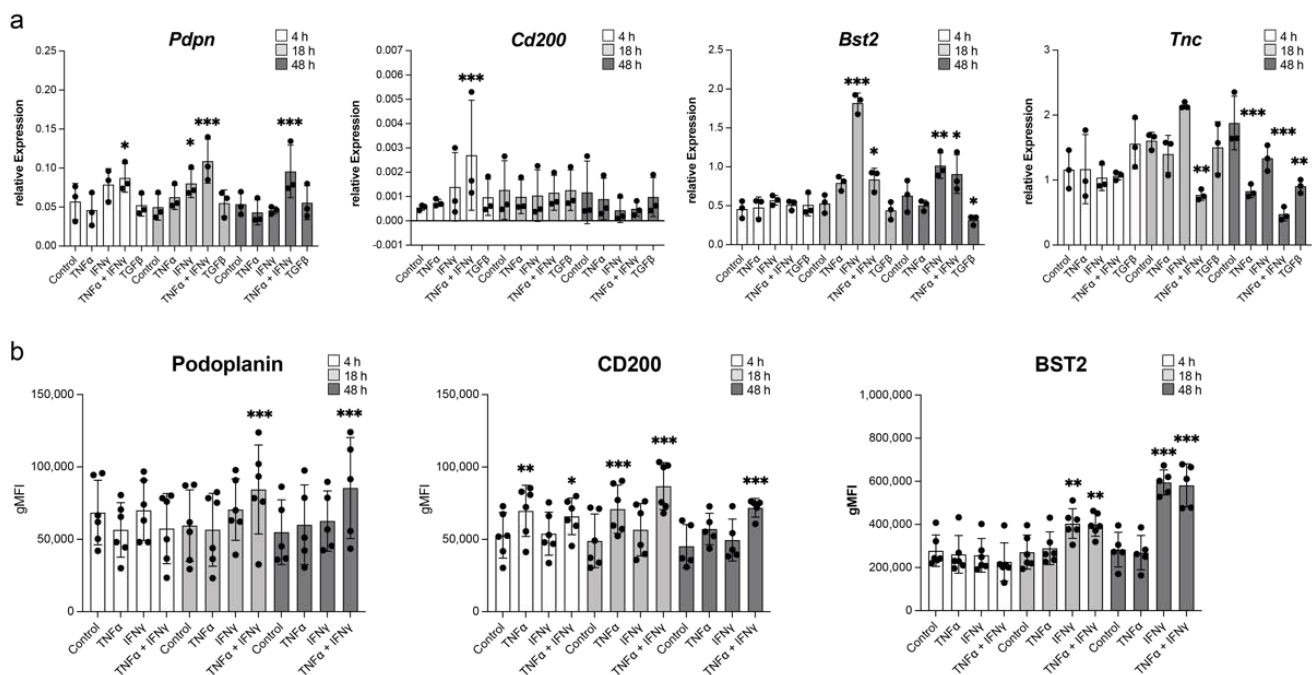 a
Pdpn
4 h
18 h
48 h
relative Expression
0.25
0.20
0.15
0.10
0.05
0.00
*
*
***
***
Control
TNFα
IFNγ
TNFα + IFNγ
TGFβ
Control
TNFα
IFNγ
TNFα + IFNγ
TGFβ
Control
TNFα
IFNγ
TNFα + IFNγ
TGFβ
Cd200
4 h
18 h
48 h
relative Expression
0.007
0.006
0.005
0.004
0.003
0.002
0.001
0.000
-0.001
***
Control
TNFα
IFNγ
TNFα + IFNγ
TGFβ
Control
TNFα
IFNγ
TNFα + IFNγ
TGFβ
Control
TNFα
IFNγ
TNFα + IFNγ
TGFβ
Bst2
4 h
18 h
48 h
relative Expression
2.5
2.0
1.5
1.0
0.5
0.0
***
*
**
*
*
Control
TNFα
IFNγ
TNFα + IFNγ
TGFβ
Control
TNFα
IFNγ
TNFα + IFNγ
TGFβ
Control
TNFα
IFNγ
TNFα + IFNγ
TGFβ
Tnc
4 h
18 h
48 h
relative Expression
3
2
1
0
**
***
***
**
Control
TNFα
IFNγ
TNFα + IFNγ
TGFβ
Control
TNFα
IFNγ
TNFα + IFNγ
TGFβ
Control
TNFα
IFNγ
TNFα + IFNγ
TGFβ
b
Podoplanin
4 h
18 h
48 h
gMFI
150,000
100,000
50,000
0
***
***
Control
TNFα
IFNγ
TNFα + IFNγ
Control
TNFα
IFNγ
TNFα + IFNγ
Control
TNFα
IFNγ
TNFα + IFNγ
CD200
4 h
18 h
48 h
gMFI
150,000
100,000
50,000
0
**
*
***
***
***
Control
TNFα
IFNγ
TNFα + IFNγ
Control
TNFα
IFNγ
TNFα + IFNγ
Control
TNFα
IFNγ
TNFα + IFNγ
BST2
4 h
18 h
48 h
gMFI
1,000,000
800,000
600,000
400,000
200,000
0
**
**
***
***
Control
TNFα
IFNγ
TNFα + IFNγ
Control
TNFα
IFNγ
TNFα + IFNγ
Control
TNFα
IFNγ
TNFα + IFNγ